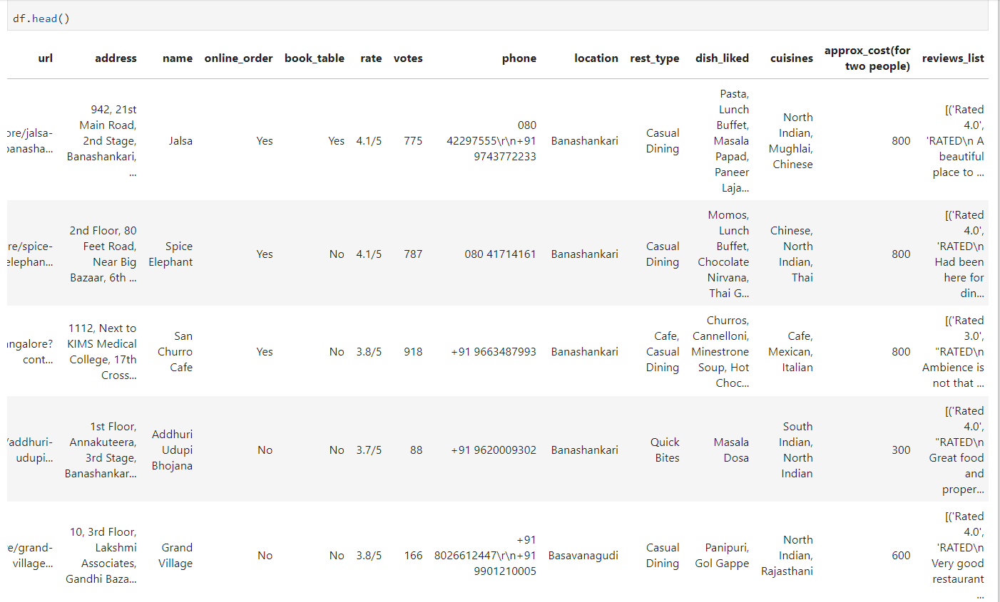 df.head()
url address name online_order book_table rate votes phone location rest_type dish_liked cuisines approx_cost(for two people) reviews_list
ore/jalsa-
banasha...
942, 21st
Main Road,
2nd Stage,
Banashankari,
...
Jalsa
Yes
Yes
4.1/5
775
080
42297555\r\n+91
9743772233
Banashankari
Casual
Dining
Pasta,
Lunch
Buffet,
Masala
Papad,
Paneer
Laja...
North
Indian,
Mughlai,
Chinese
800
[('Rated
4.0',
'RATED\n A
beautiful
place to ...
re/spice-
elephan...
2nd Floor, 80
Feet Road,
Near Big
Bazaar, 6th ...
Spice
Elephant
Yes
No
4.1/5
787
080 41714161
Banashankari
Casual
Dining
Momos,
Lunch
Buffet,
Chocolate
Nirvana,
Thai G...
Chinese,
North
Indian,
Thai
800
[('Rated
4.0',
'RATED\n
Had been
here for
din...
angalore?
cont...
1112, Next to
KIMS Medical
College, 17th
Cross...
San
Churro
Cafe
Yes
No
3.8/5
918
+91 9663487993
Banashankari
Cafe,
Casual
Dining
Churros,
Cannelloni,
Minestrone
Soup, Hot
Choc...
Cafe,
Mexican,
Italian
800
[('Rated
3.0',
"RATED\n
Ambience is
not that ...
/addhuri-
udupi...
1st Floor,
Annakuteera,
3rd Stage,
Banashankar...
Addhuri
Udupi
Bhojana
No
No
3.7/5
88
+91 9620009302
Banashankari
Quick
Bites
Masala
Dosa
South
Indian,
North
Indian
300
[('Rated
4.0',
"RATED\n
Great food
and
proper...
e/grand-
village...
10, 3rd Floor,
Lakshmi
Associates,
Gandhi Baza...
Grand
Village
No
No
3.8/5
166
+91
8026612447\r\n+91
9901210005
Basavanagudi
Casual
Dining
Panipuri,
Gol Gappe
North
Indian,
Rajasthani
600
[('Rated
4.0',
'RATED\n
Very good
restaurant
...